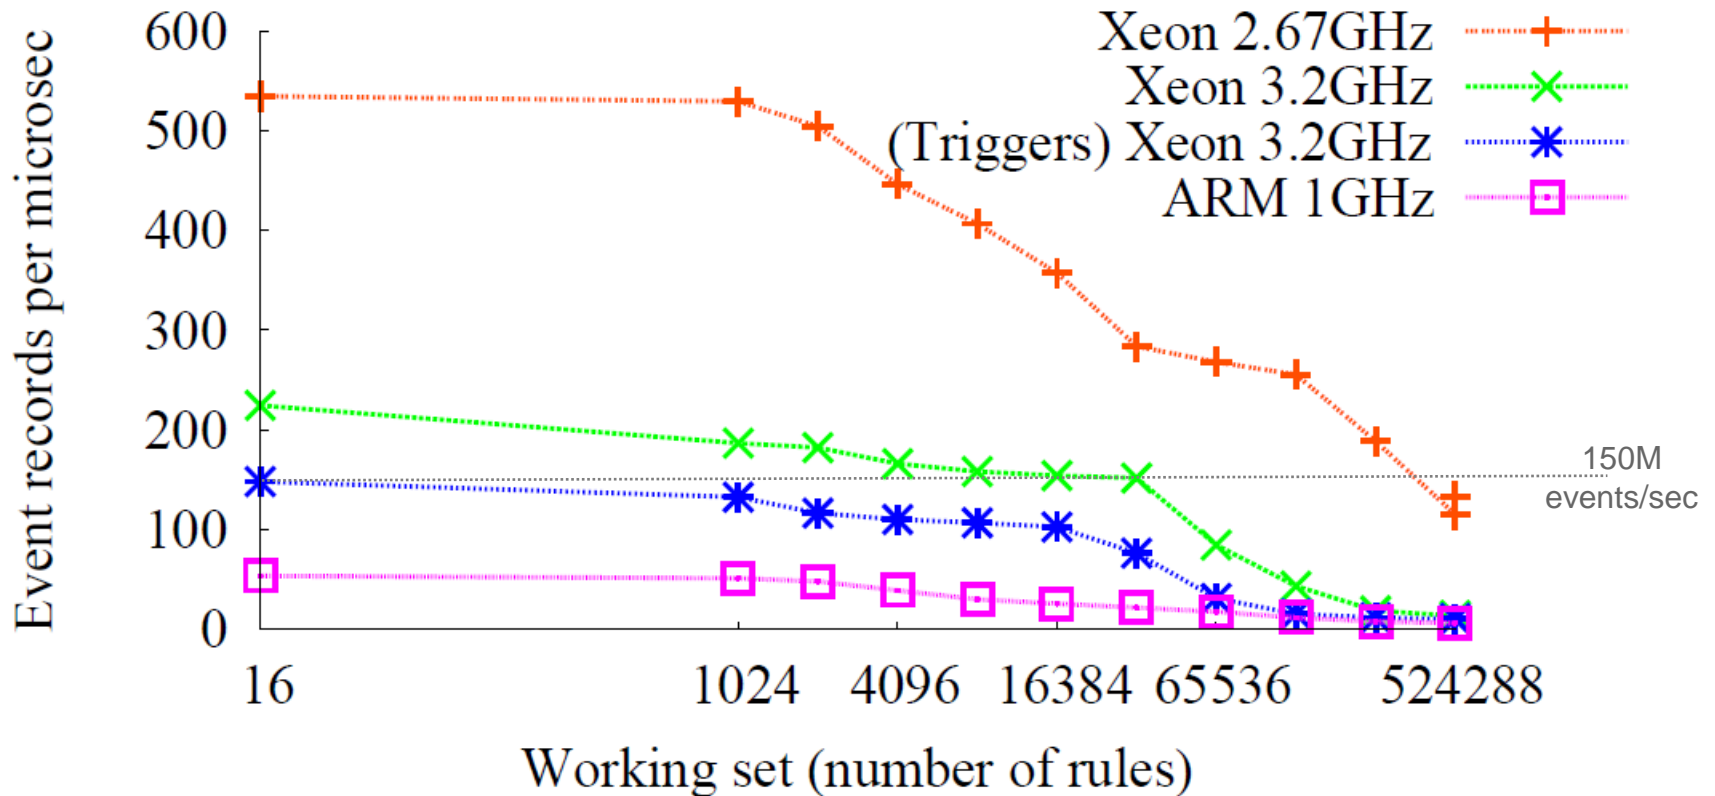 Event records per microsec
600
500
400
300
200
100
0
Xeon 2.67GHz
Xeon 3.2GHz
(Triggers) Xeon 3.2GHz
ARM 1GHz
150M
events/sec
16 1024 4096 16384 65536 524288
Working set (number of rules)